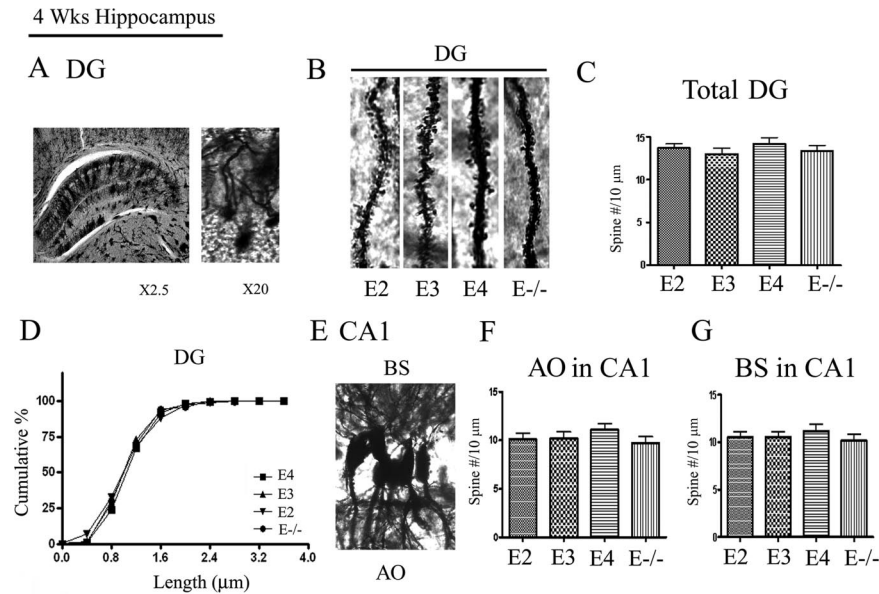 4 Wks Hippocampus
A DG
X2.5 X20
B DG
E2 E3 E4 E-/-
C Total DG
Spine #/10 μm
15
10
5
0
E2 E3 E4 E-/-
D DG
Cumulative %
100
75
50
25
0
0.0 0.8 1.6 2.4 3.2 4.0
Length (μm)
E4
E3
E2
E-/-
E CA1
BS
AO
F AO in CA1
Spine #/10 μm
15
10
5
0
E2 E3 E4 E-/-
G BS in CA1
Spine #/10 μm
15
10
5
0
E2 E3 E4 E-/-